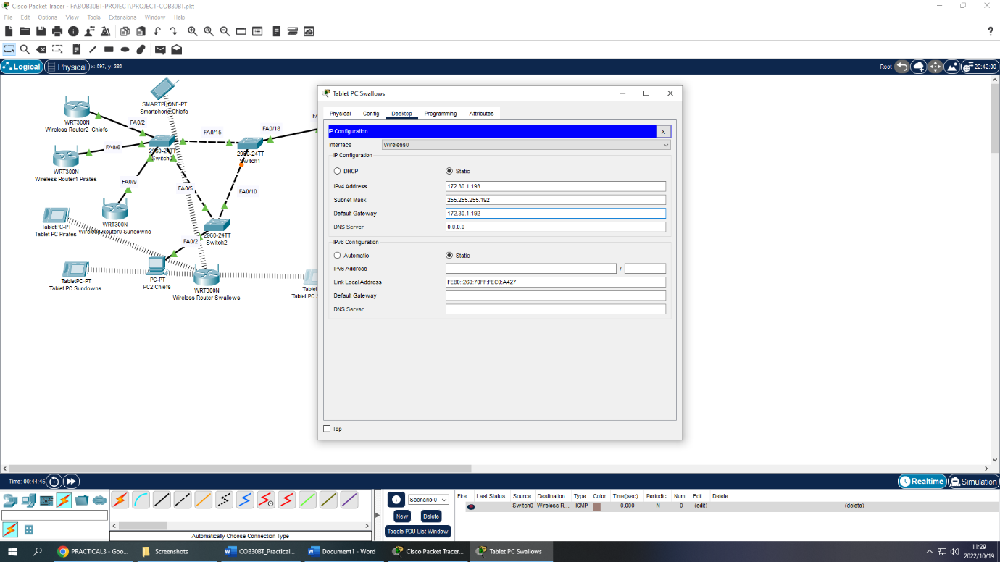 Cisco Packet Tracer - F:\BOB30BT-PROJECT\PROJECT-COB30BT.pkt
File Edit Options View Tools Extensions Window Help
?
Logical Physical x: 597, y: 386 Root 22:42:00
SMARTPHONE-PT
Smartphone Chiefs
WRT300N
Wireless Router2 Chiefs
FA0/2
FA0/15
FA0/18
FA
2960-24TT
Switch0
2960-24TT
Switch1
FA0/6
WRT300N
Wireless Router1 Pirates
FA0/9
FA0/5
FA0/10
WRT300N
Wireless Router0 Sundowns
TabletPC-PT
Tablet PC Pirates
2960-24TT
Switch2
FA0/2
TabletPC-PT
Tablet PC Sundowns
PC-PT
PC2 Chiefs
WRT300N
Wireless Router Swallows
Table
Tablet PC S
Tablet PC Swallows
Physical Config Desktop Programming Attributes
IP Configuration X
Interface Wireless0
IP Configuration
DHCP Static
IPv4 Address 172.30.1.193
Subnet Mask 255.255.255.192
Default Gateway 172.30.1.192
DNS Server 0.0.0.0
IPv6 Configuration
Automatic Static
IPv6 Address /
Link Local Address FE80::260:70FF:FEC0:A427
Default Gateway
DNS Server
Top
Time: 00:44:45 Realtime Simulation
Scenario 0
New Delete
Toggle PDU List Window
Fire Last Status Source Destination Type Color Time(sec) Periodic Num Edit Delete
-- Switch0 Wireless R... ICMP 0.000 N 0 (edit) (delete)
Automatically Choose Connection Type
PRACTICAL3 - Goo... Screenshots COB30BT_Practical... Document1 - Word Cisco Packet Tracer... Tablet PC Swallows
11:29
2022/10/19